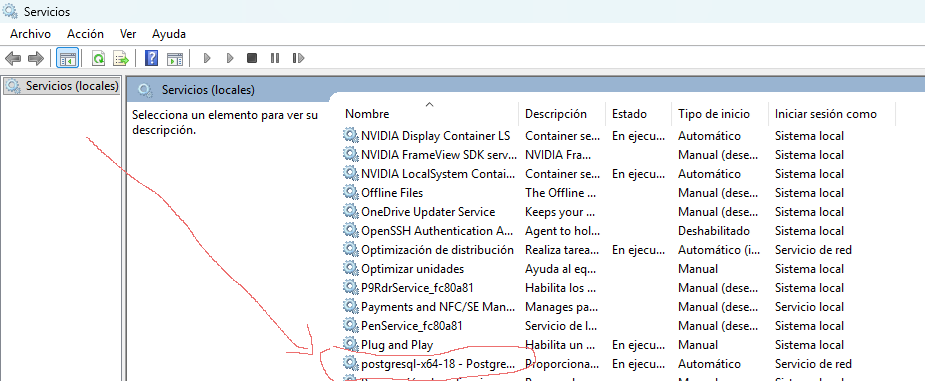 Servicios
Archivo Acción Ver Ayuda
Servicios (locales)
Servicios (locales)
Selecciona un elemento para ver su
descripción.
Nombre Descripción Estado Tipo de inicio Iniciar sesión como
NVIDIA Display Container LS Container se... En ejecu... Automático Sistema local
NVIDIA FrameView SDK serv... NVIDIA Fra... Manual (dese... Sistema local
NVIDIA LocalSystem Contai... Container se... En ejecu... Automático Sistema local
Offline Files The Offline ... Manual (dese... Sistema local
OneDrive Updater Service Keeps your ... Manual (dese... Sistema local
OpenSSH Authentication A... Agent to hol... Deshabilitado Sistema local
Optimización de distribución Realiza tarea... En ejecu... Automático (i... Servicio de red
Optimizar unidades Ayuda al eq... Manual Sistema local
P9RdrService_fc80a81 Habilita los ... Manual (dese... Sistema local
Payments and NFC/SE Man... Manages pa... Manual (dese... Servicio local
PenService_fc80a81 Servicio de l... Manual (dese... Sistema local
Plug and Play Habilita un ... En ejecu... Manual Sistema local
postgresql-x64-18 - Postgre... Proporciona... En ejecu... Automático Servicio de red